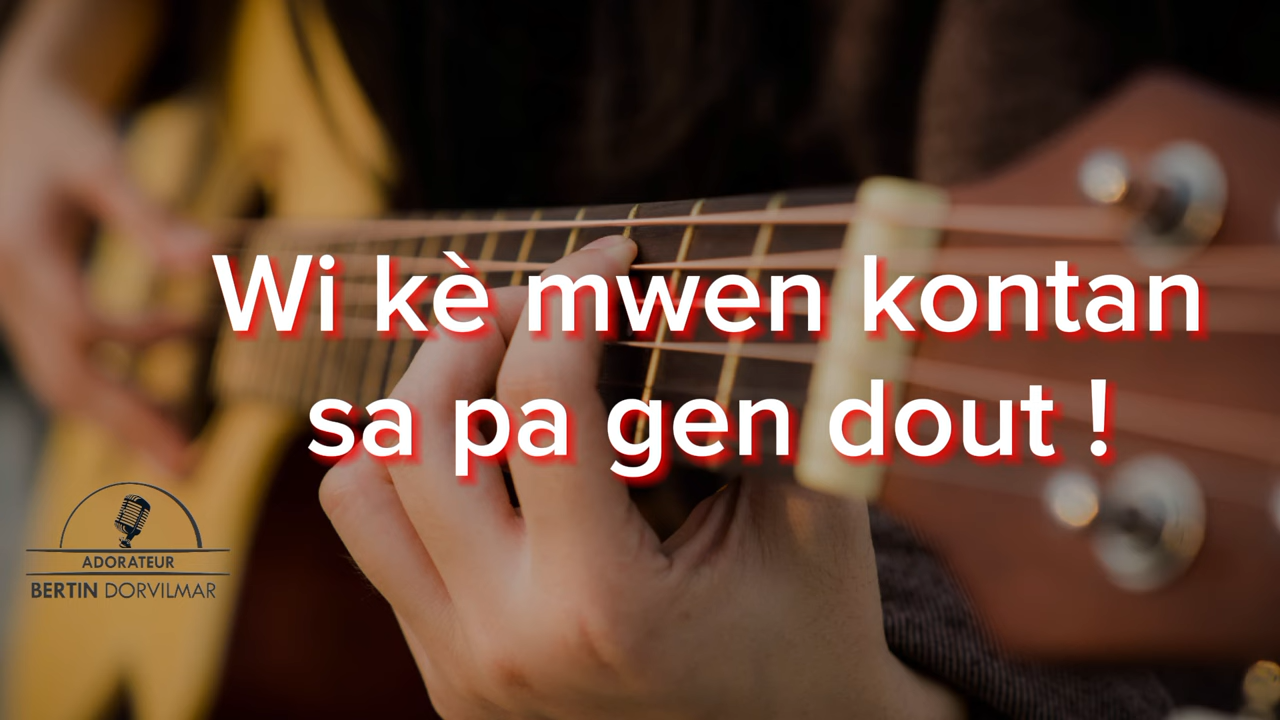 Wi kè mwen kontan
sa pa gen dout !
ADORATEUR
BERTIN DORVILMAR